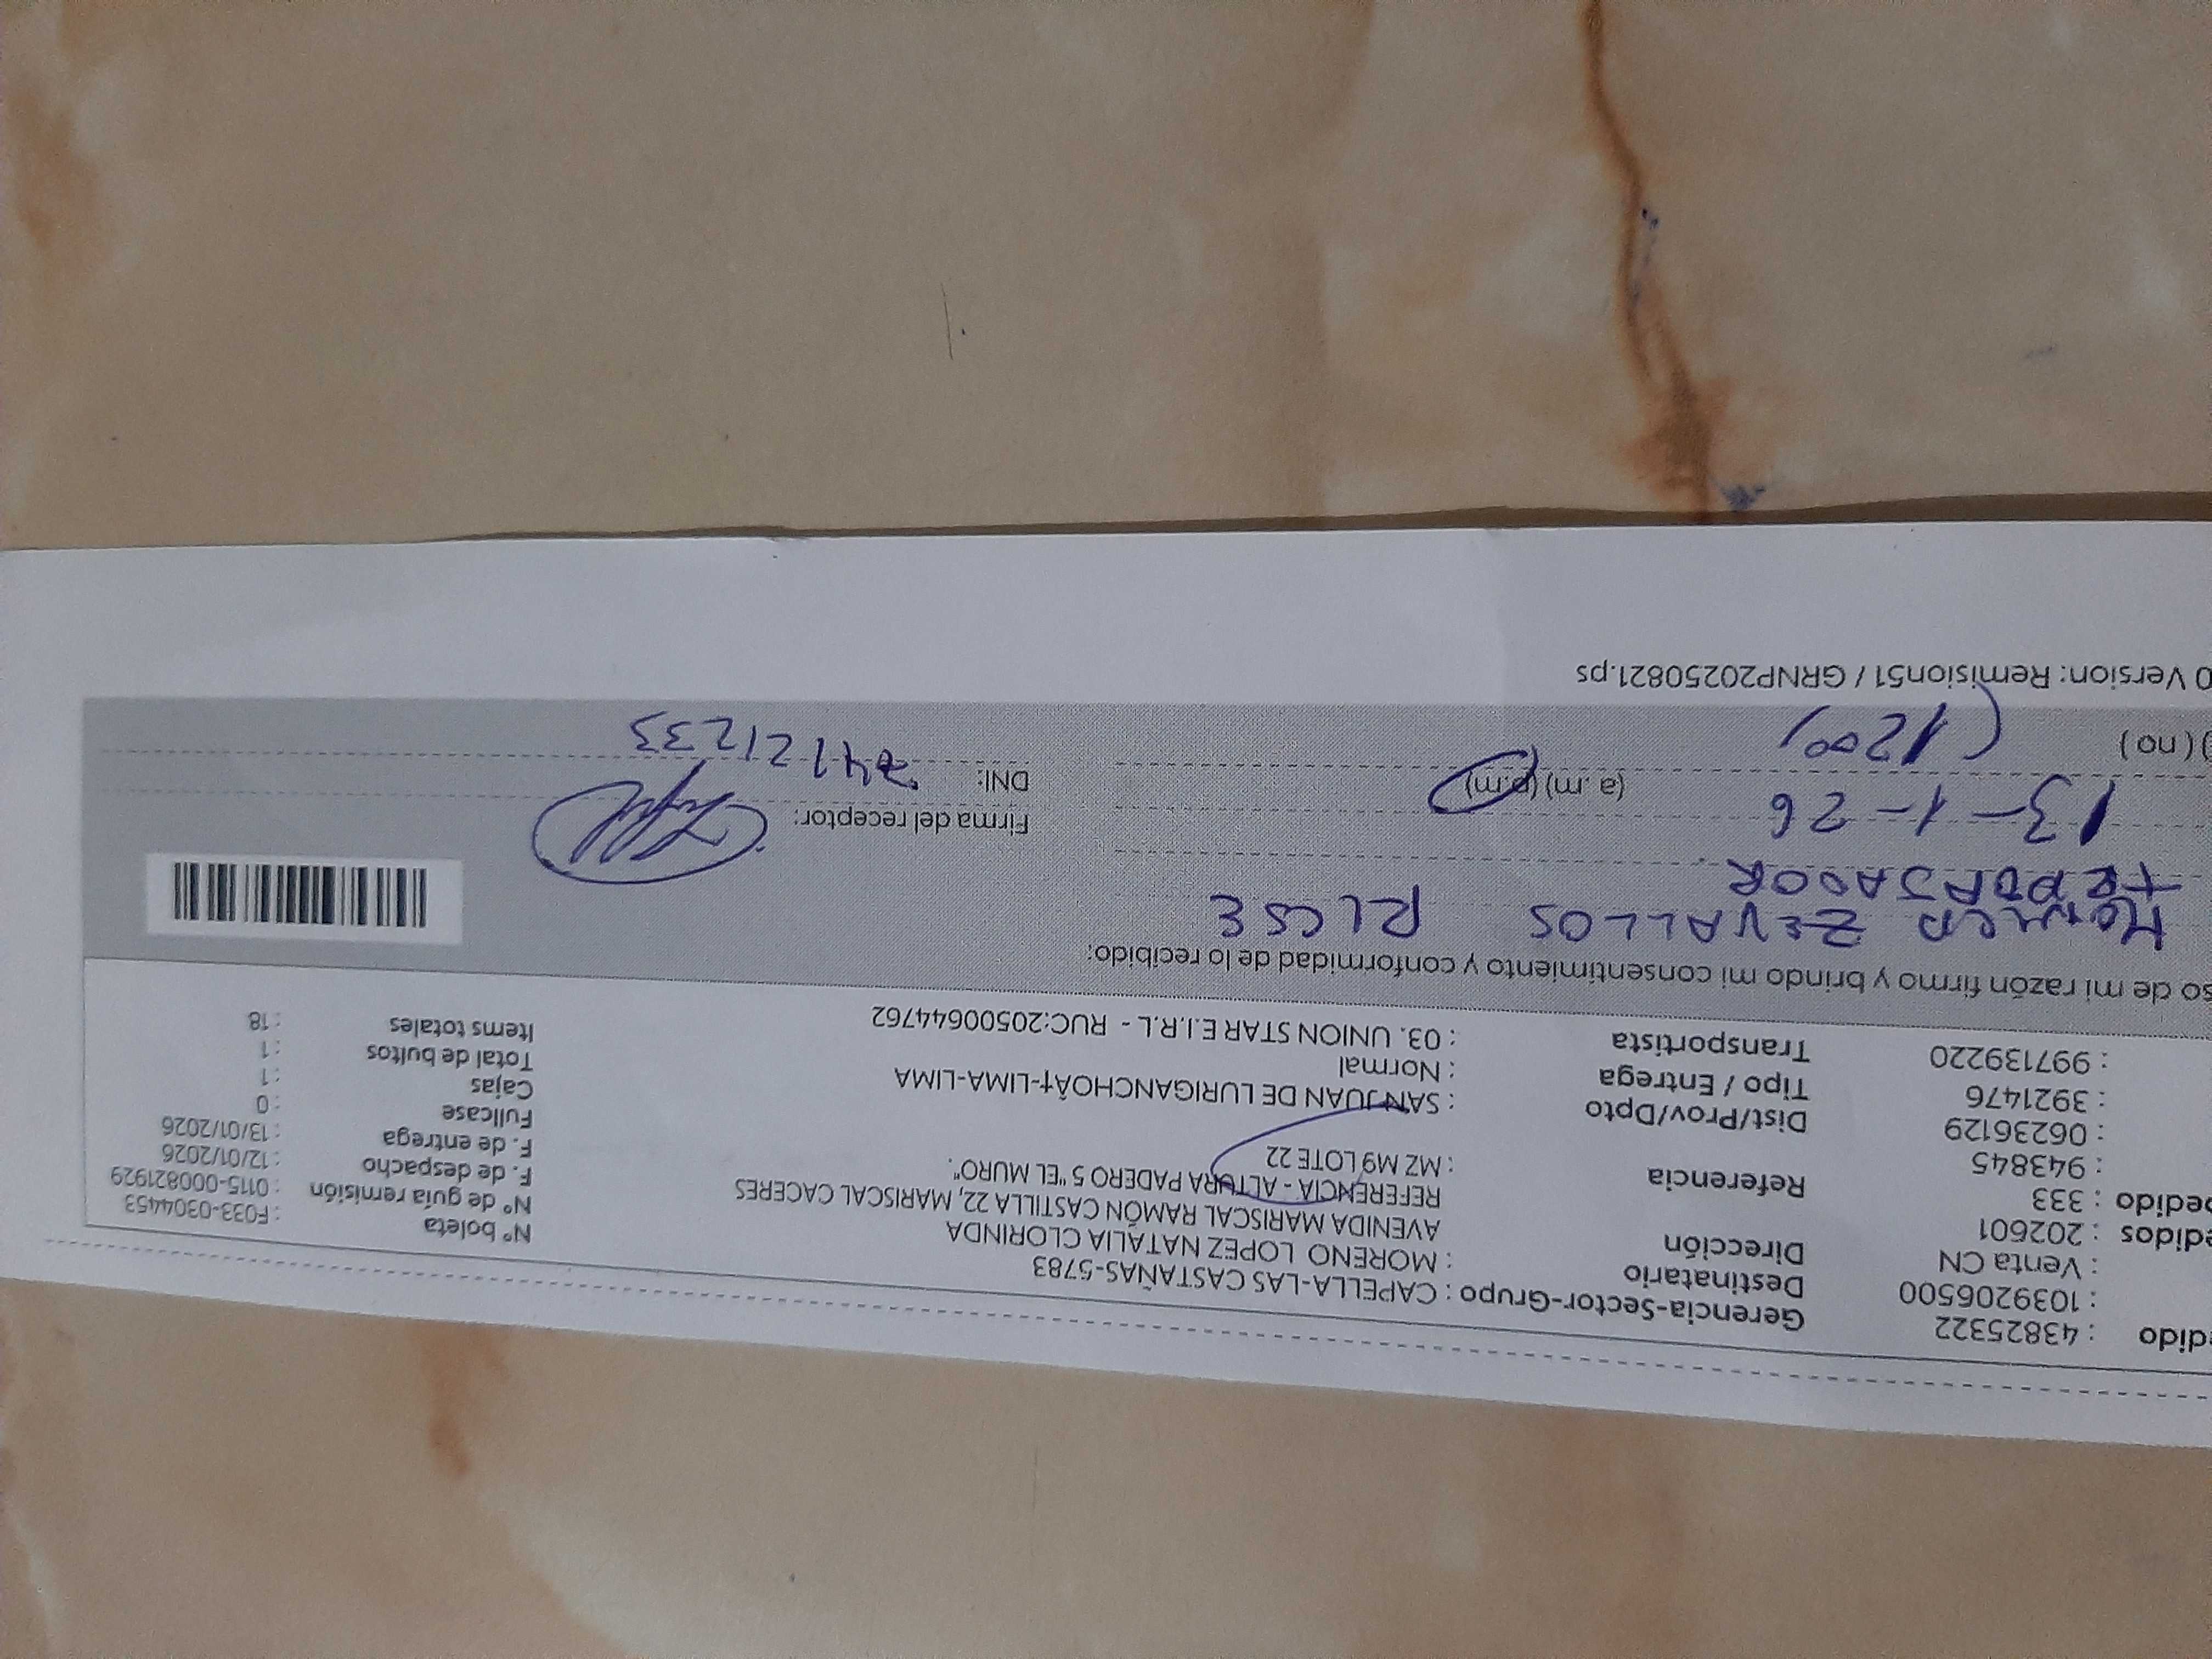 edido : 43825322
: 1039206500
: Venta CN
edidos : 202601
edido : 333
: 943845
: 06236129
: 3921476
: 997139220
Gerencia-Sector-Grupo : CAPELLA-LAS CASTAÑAS-5783
Destinatario : MORENO LOPEZ NATALIA CLORINDA
Dirección AVENIDA MARISCAL RAMÓN CASTILLA 22, MARISCAL CACERES
REFERENCIA - ALTURA PADERO 5 "EL MURO".
Referencia : MZ M9 LOTE 22
Dist/Prov/Dpto : SAN JUAN DE LURIGANCHOÂ†-LIMA-LIMA
Tipo / Entrega : Normal
Transportista : 03. UNION STAR E.I.R.L - RUC:20500644762
Nº boleta : F033-0304453
Nº de guía remisión : 0115-000821929
F. de despacho : 12/01/2026
F. de entrega : 13/01/2026
Fullcase : 0
Cajas : 1
Total de bultos : 1
Items totales : 18
so de mi razón firmo y brindo mi consentimiento y conformidad de lo recibido:
ZEVALLOS
13-1-26 (a.m) (p.m)
) (no) (1200)
Firma del receptor:
DNI: 74121233
0 Version: Remision51 / GRNP20250821.ps